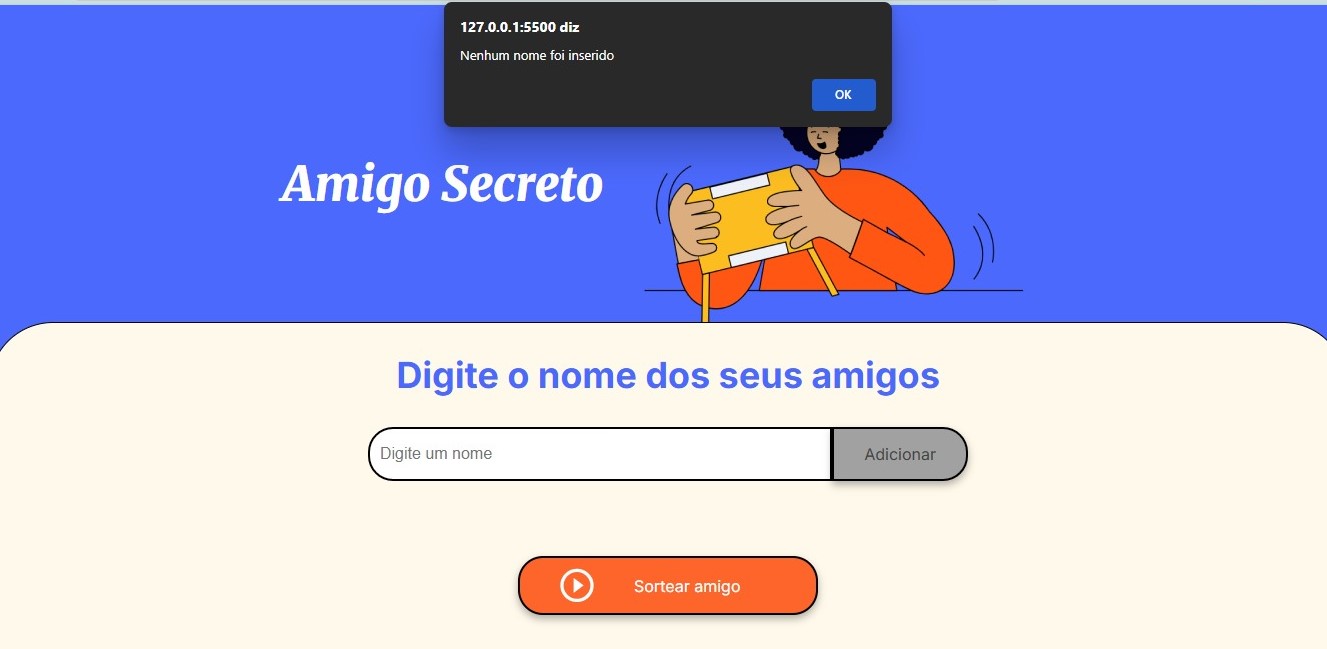 127.0.0.1:5500 diz
Nenhum nome foi inserido
OK
Amigo Secreto
Digite o nome dos seus amigos
Digite um nome
Adicionar
Sortear amigo